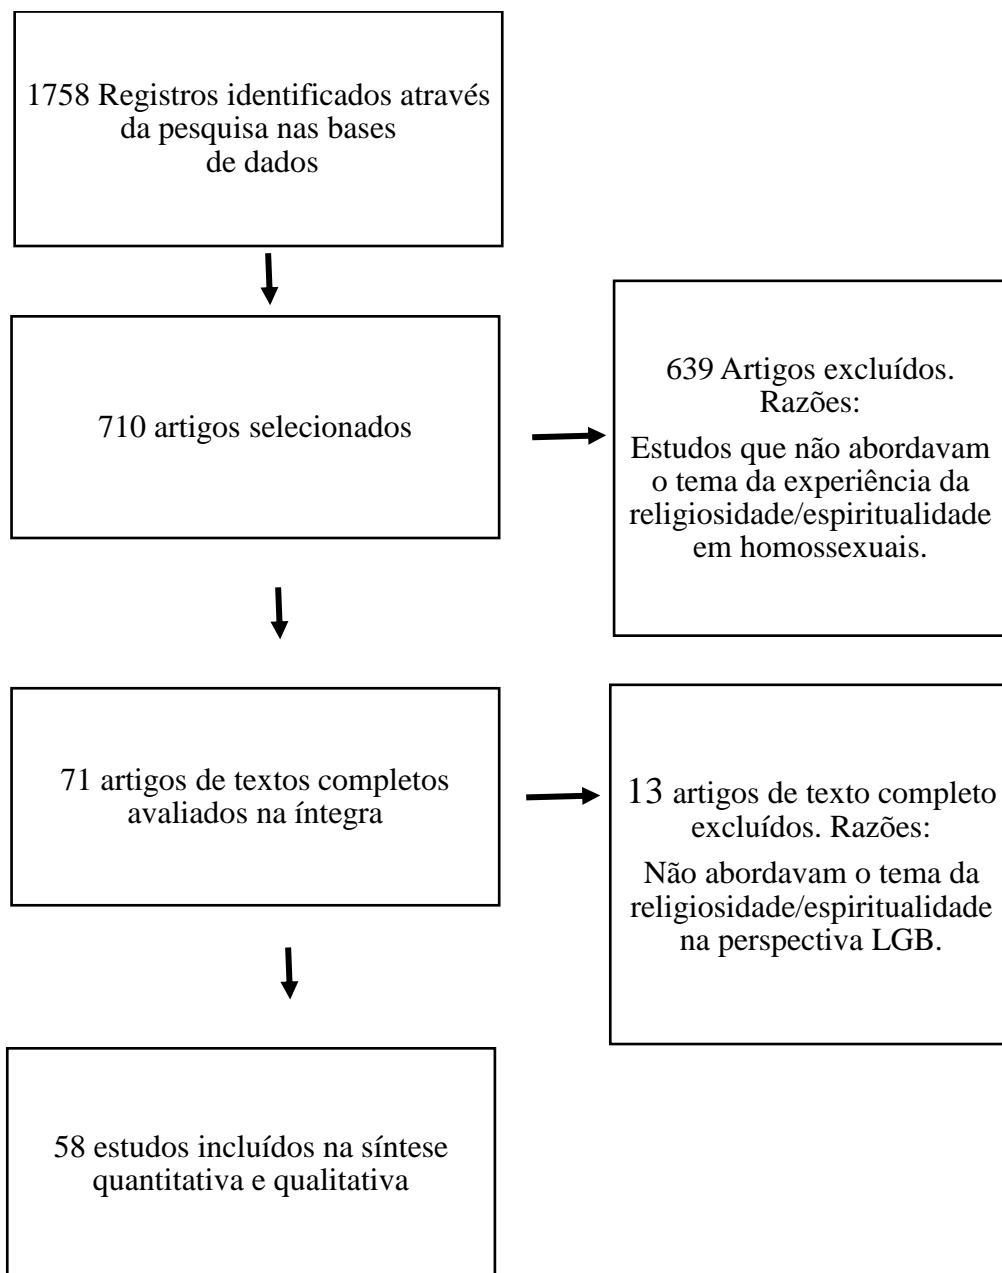 1758 Registros identificados através
da pesquisa nas bases
de dados
710 artigos selecionados
639 Artigos excluídos.
Razões:
Estudos que não abordavam
o tema da experiência da
religiosidade/espiritualidade
em homossexuais.
71 artigos de textos completos
avaliados na íntegra
13 artigos de texto completo
excluídos. Razões:
Não abordavam o tema da
religiosidade/espiritualidade
na perspectiva LGB.
58 estudos incluídos na síntese
quantitativa e qualitativa